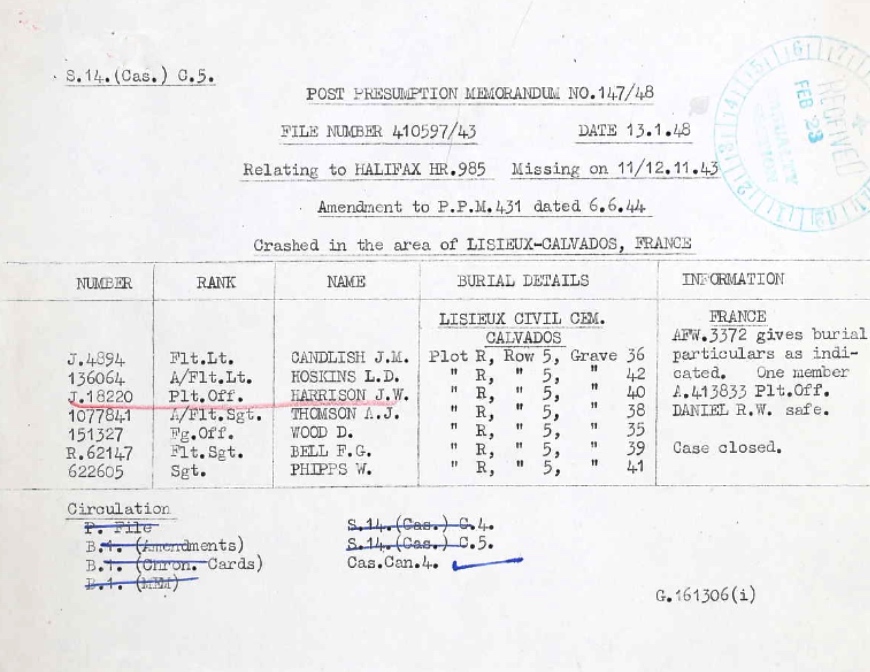 S.14.(Cas.) C.5.
POST PRESUMPTION MEMORANDUM NO.147/48
FILE NUMBER 410597/43 DATE 13.1.48
Relating to HALIFAX HR.985 Missing on 11/12.11.43
Amendment to P.P.M.431 dated 6.6.44
Crashed in the area of LISIEUX-CALVADOS, FRANCE
RECEIVED
FEB 23
CASUALTY
SECTION
NUMBER RANK NAME BURIAL DETAILS INFORMATION
LISIEUX CIVIL CEM. FRANCE
CALVADOS AFW.3372 gives burial
J.4894 Flt.Lt. CANDLISH J.M. Plot R, Row 5, Grave 36 particulars as indi-
136064 A/Flt.Lt. HOSKINS L.D. " R, " 5, " 42 cated. One member
J.18220 Plt.Off. HARRISON J.W. " R, " 5, " 40 A.413833 Plt.Off.
1077841 A/Flt.Sgt. THOMSON A.J. " R, " 5, " 38 DANIEL R.W. safe.
151327 Fg.Off. WOOD D. " R, " 5, " 35
R.62147 Flt.Sgt. BELL F.G. " R, " 5, " 39 Case closed.
622605 Sgt. PHIPPS W. " R, " 5, " 41
Circulation
P. File S.14.(Cas.) C.4.
B.1. (Amendments) S.14.(Cas.) C.5.
B.1. (Chron. Cards) Cas.Can.4.
B.1. (MEM)
G.161306(i)